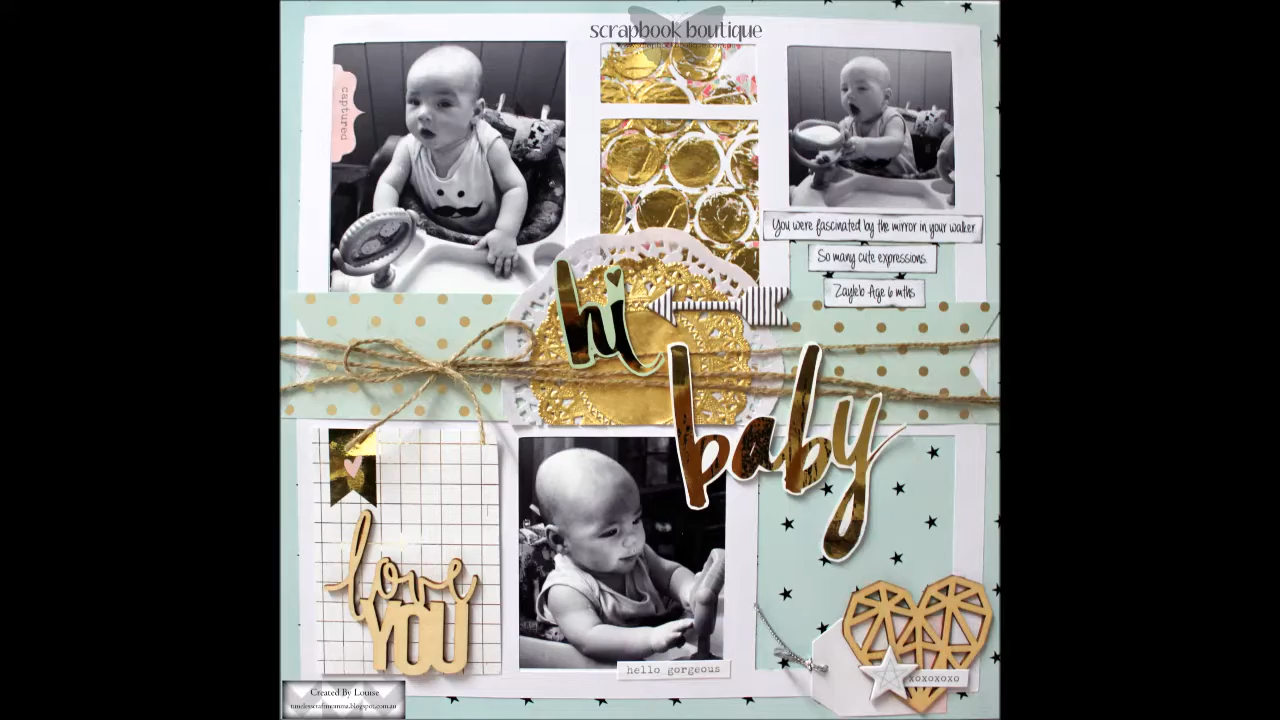 scrapbook boutique
captured
You were fascinated by the mirror in your walker
So many cute expressions.
Zayleb Age 6 mths
hi
baby
love
YOU
hello gorgeous
xoxoxoxo
Created By Louise